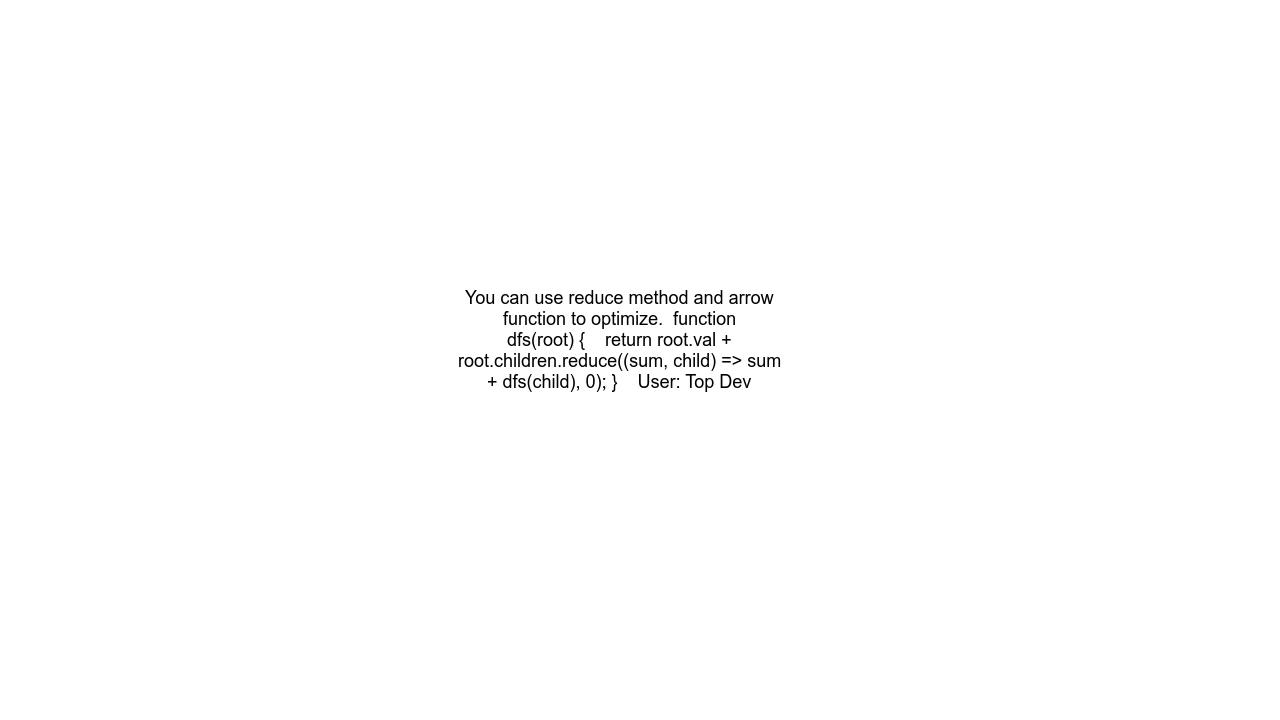 You can use reduce method and arrow
function to optimize.  function
dfs(root) {    return root.val +
root.children.reduce((sum, child) => sum
+ dfs(child), 0); }    User: Top Dev